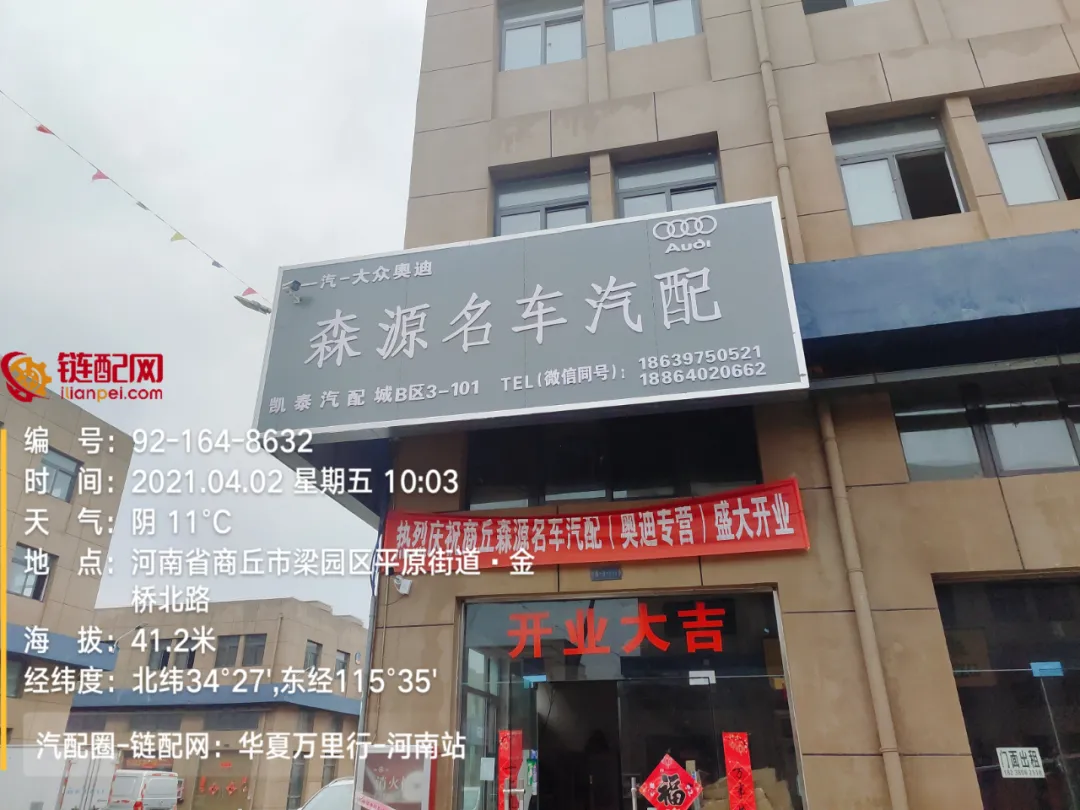 一汽-大众奥迪
Audi
森源名车汽配
凯泰汽配城B区3-101 TEL(微信同号):
18639750521
18864020662
链配网
ilianpei.com
编 号: 92-164-8632
时 间: 2021.04.02 星期五 10:03
天 气: 阴 11°C
地 点: 河南省商丘市梁园区平原街道·金
桥北路
海 拔: 41.2米
经纬度: 北纬34°27',东经115°35'
汽配圈-链配网: 华夏万里行-河南站
热烈庆祝商丘森源名车汽配(奥迪专营)盛大开业
开业大吉
福
门面出租